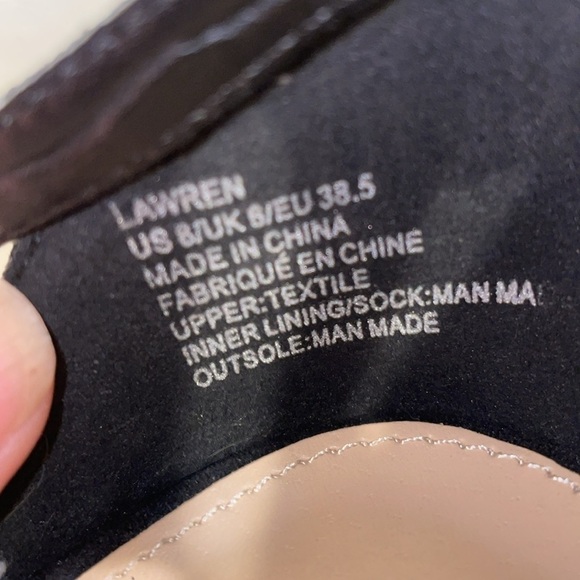 LAWREN
US 8/UK 6/EU 38.5
MADE IN CHINA
FABRIQUÉ EN CHINE
UPPER:TEXTILE
INNER LINING/SOCK:MAN MA
OUTSOLE:MAN MADE